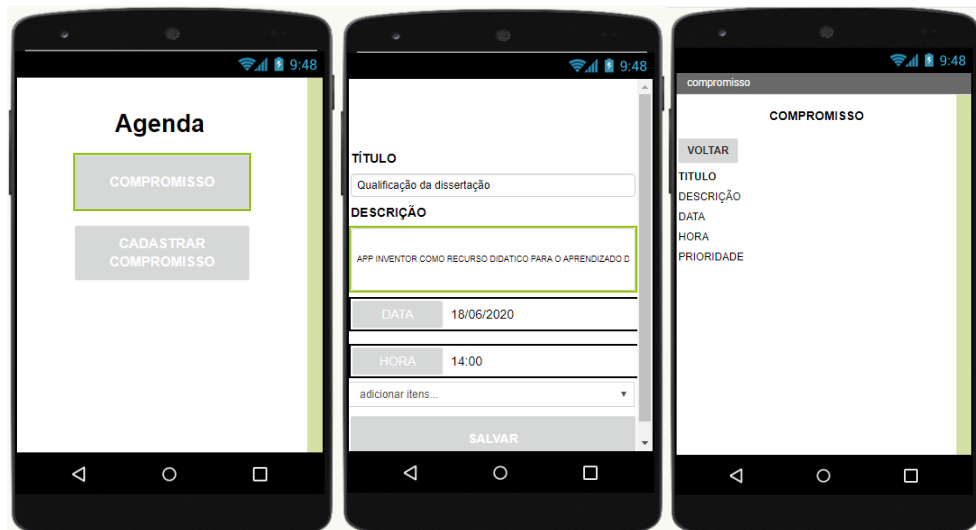 9:48
Agenda
COMPROMISSO
CADASTRAR
COMPROMISSO
9:48
TÍTULO
Qualificação da dissertação
DESCRIÇÃO
APP INVENTOR COMO RECURSO DIDATICO PARA O APRENDIZADO D
DATA 18/06/2020
HORA 14:00
adicionar itens...
SALVAR
9:48
compromisso
COMPROMISSO
VOLTAR
TITULO
DESCRIÇÃO
DATA
HORA
PRIORIDADE